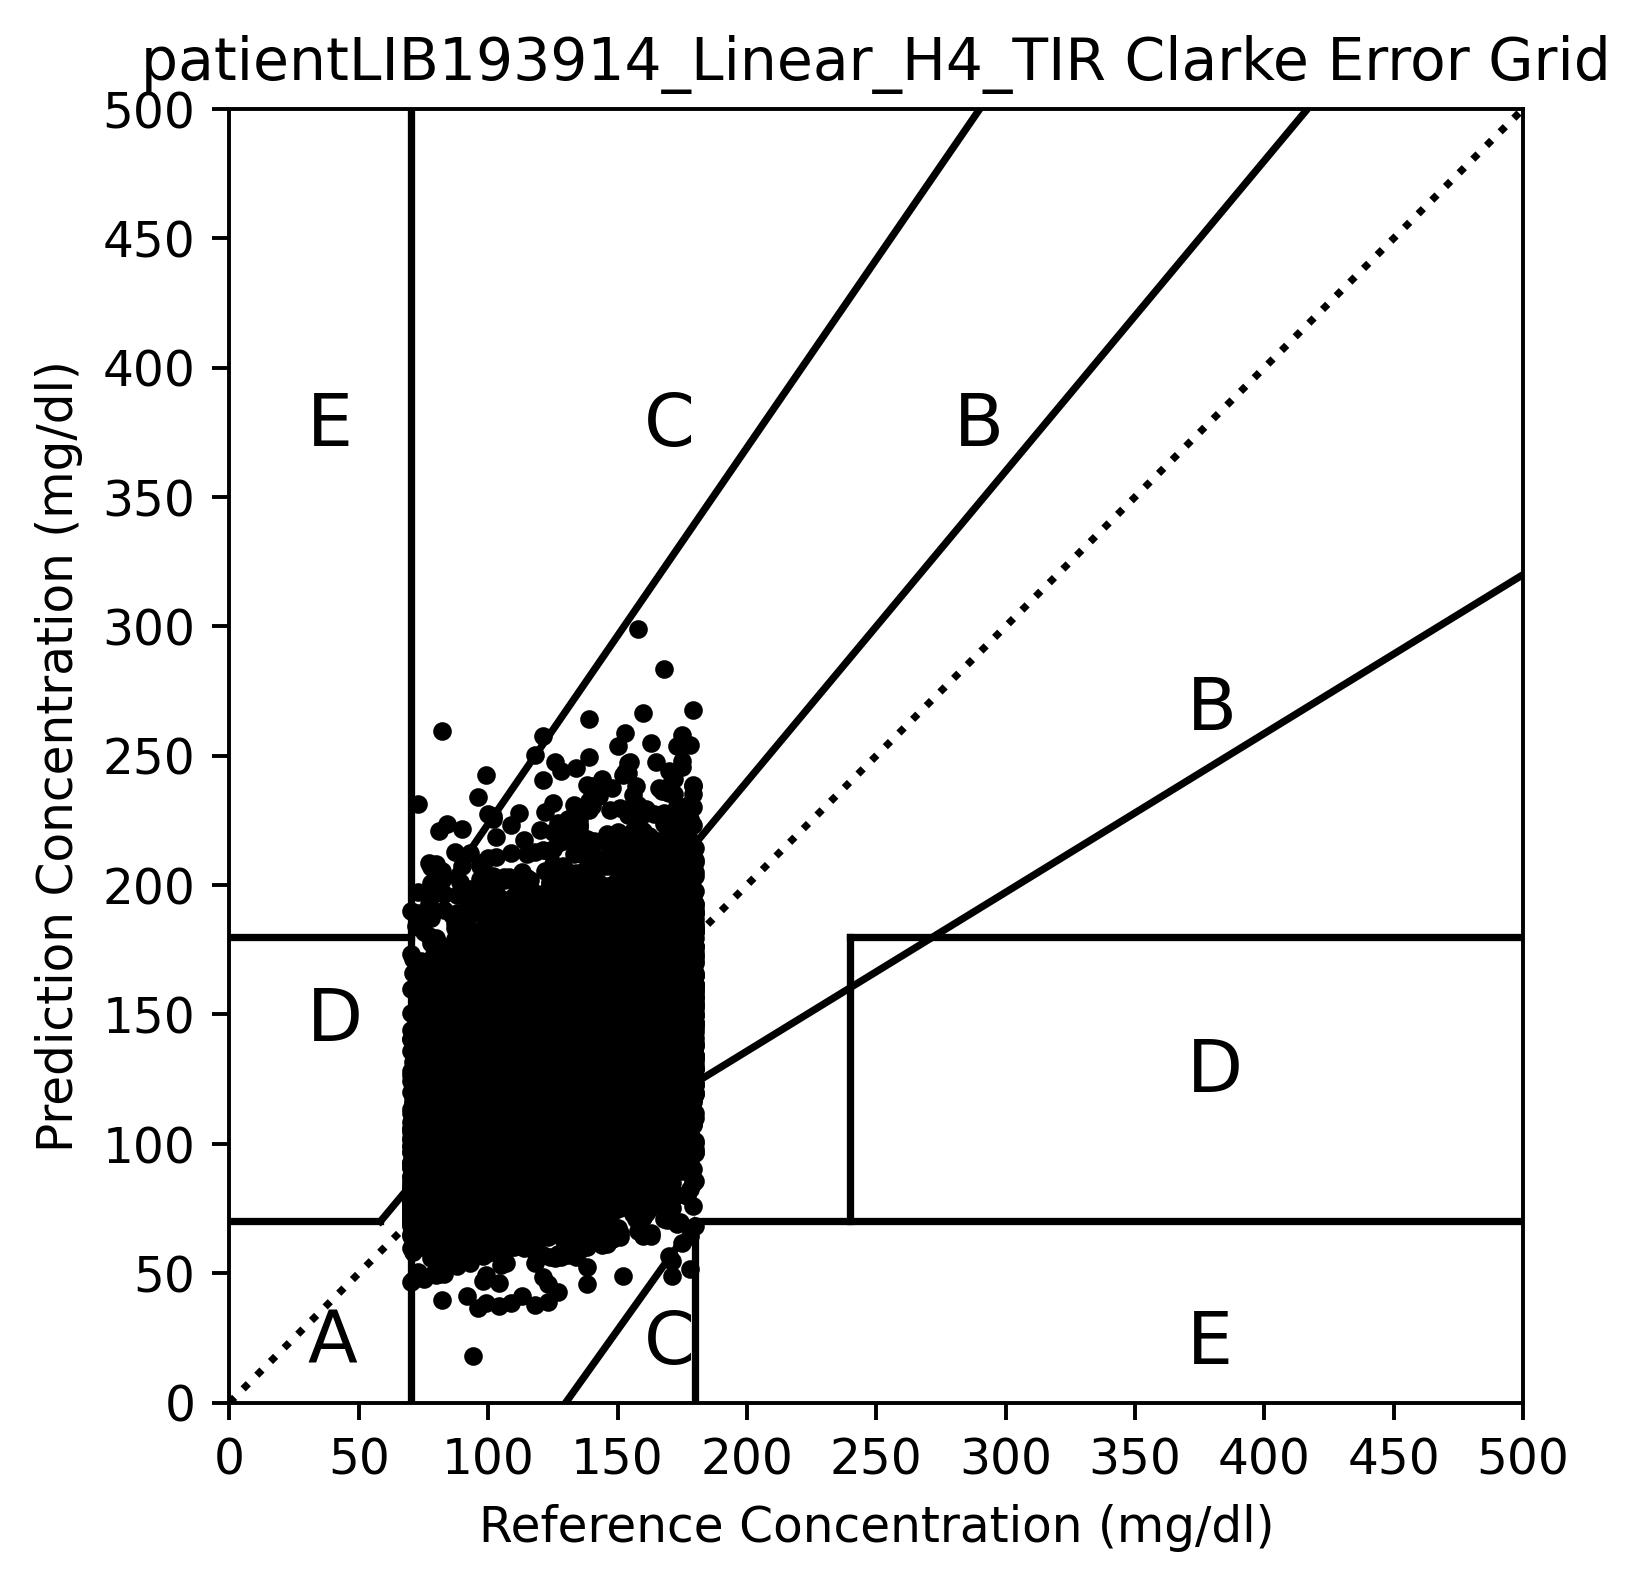 patientLIB193914_Linear_H4_TIR Clarke Error Grid
500
450
400
350
300
250
200
150
100
50
0
Prediction Concentration (mg/dl)
E
C
B
B
D
D
A
C
E
0 50 100 150 200 250 300 350 400 450 500
Reference Concentration (mg/dl)